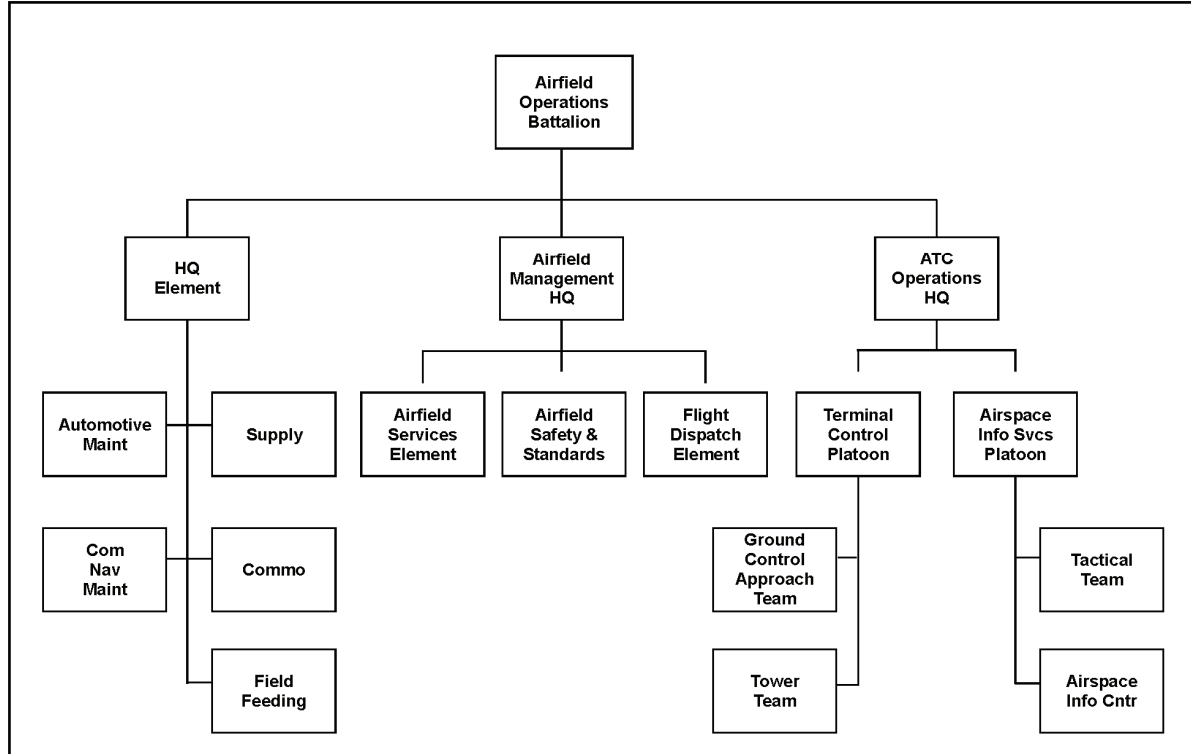 Airfield
Operations
Battalion
HQ
Element
Airfield
Management
HQ
ATC
Operations
HQ
Automotive
Maint
Supply
Airfield
Services
Element
Airfield
Safety &
Standards
Flight
Dispatch
Element
Terminal
Control
Platoon
Airspace
Info Svcs
Platoon
Com
Nav
Maint
Commo
Ground
Control
Approach
Team
Tactical
Team
Field
Feeding
Tower
Team
Airspace
Info Cntr